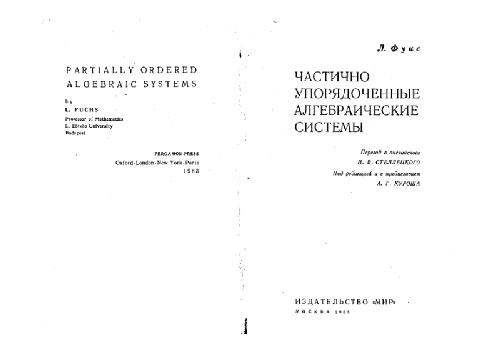 PARTIALLY ORDERED
ALGEBRAIC SYSTEMS
by
L. FUCHS
Professor of Mathematics
L. Eötvös University
Budapest
PERGAMON PRESS
Oxford-London-New York-Paris
1963
Л. Фукс
ЧАСТИЧНО
УПОРЯДОЧЕННЫЕ
АЛГЕБРАИЧЕСКИЕ
СИСТЕМЫ
Перевод с английского
И. В. СТЕЛЛЕЦКОГО
Под редакцией и с предисловием
А. Г. КУРОША
ИЗДАТЕЛЬСТВО «МИР»
МОСКВА 1965